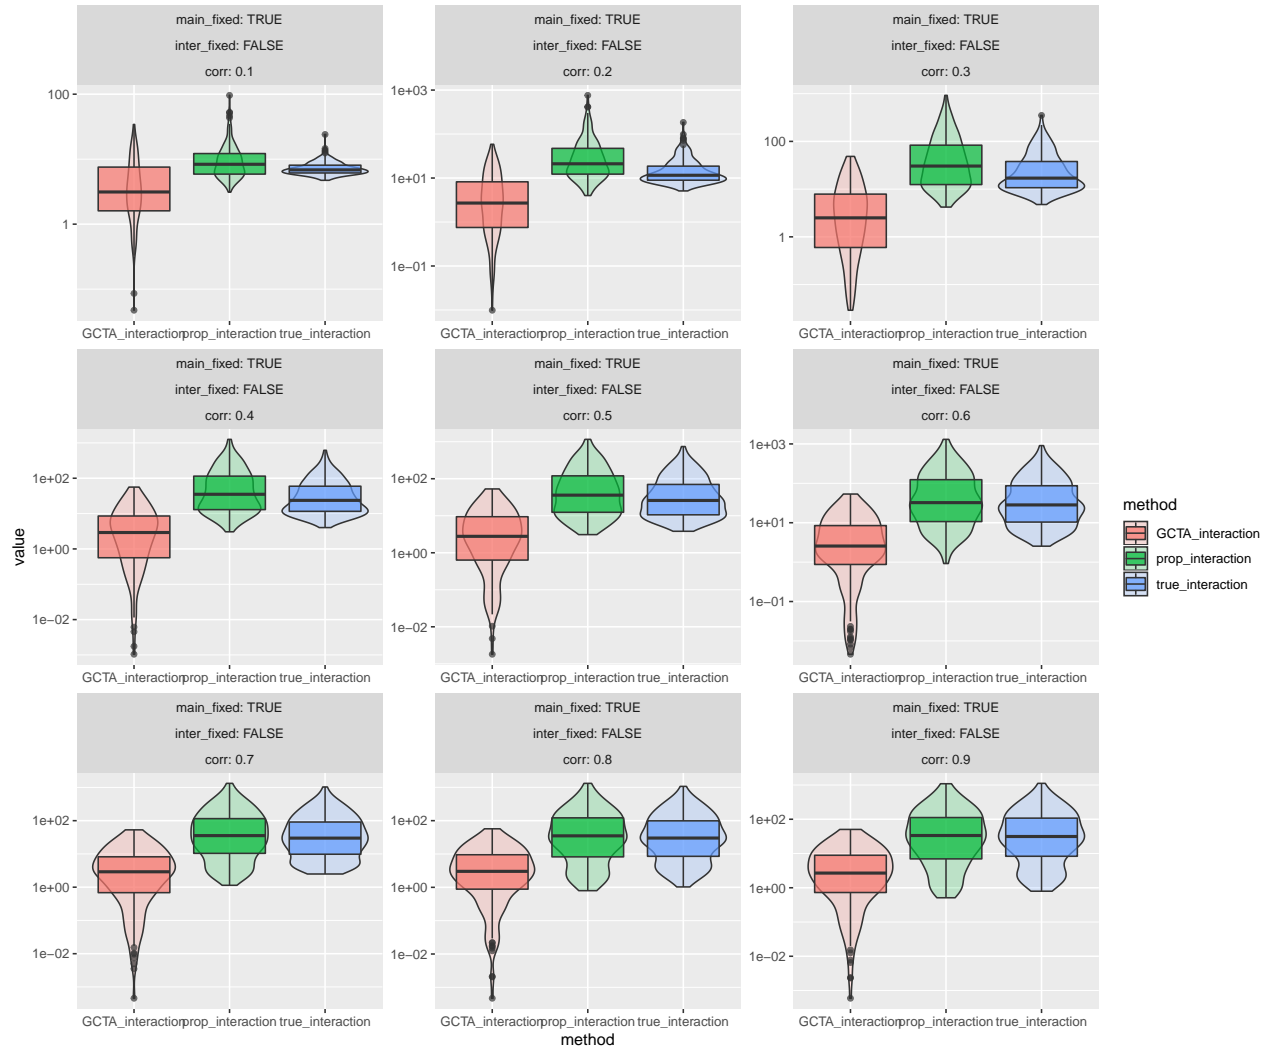 main_fixed: TRUE
inter_fixed: FALSE
corr: 0.1
100
1
GCTA_interaction prop_interaction true_interaction
main_fixed: TRUE
inter_fixed: FALSE
corr: 0.2
1e+03
1e+01
1e−01
GCTA_interaction prop_interaction true_interaction
main_fixed: TRUE
inter_fixed: FALSE
corr: 0.3
100
1
GCTA_interaction prop_interaction true_interaction
main_fixed: TRUE
inter_fixed: FALSE
corr: 0.4
1e+02
1e+00
1e−02
GCTA_interaction prop_interaction true_interaction
main_fixed: TRUE
inter_fixed: FALSE
corr: 0.5
1e+02
1e+00
1e−02
GCTA_interaction prop_interaction true_interaction
main_fixed: TRUE
inter_fixed: FALSE
corr: 0.6
1e+03
1e+01
1e−01
GCTA_interaction prop_interaction true_interaction
main_fixed: TRUE
inter_fixed: FALSE
corr: 0.7
1e+02
1e+00
1e−02
GCTA_interaction prop_interaction true_interaction
main_fixed: TRUE
inter_fixed: FALSE
corr: 0.8
1e+02
1e+00
1e−02
GCTA_interaction prop_interaction true_interaction
main_fixed: TRUE
inter_fixed: FALSE
corr: 0.9
1e+02
1e+00
1e−02
GCTA_interaction prop_interaction true_interaction
value
method
method
GCTA_interaction
prop_interaction
true_interaction